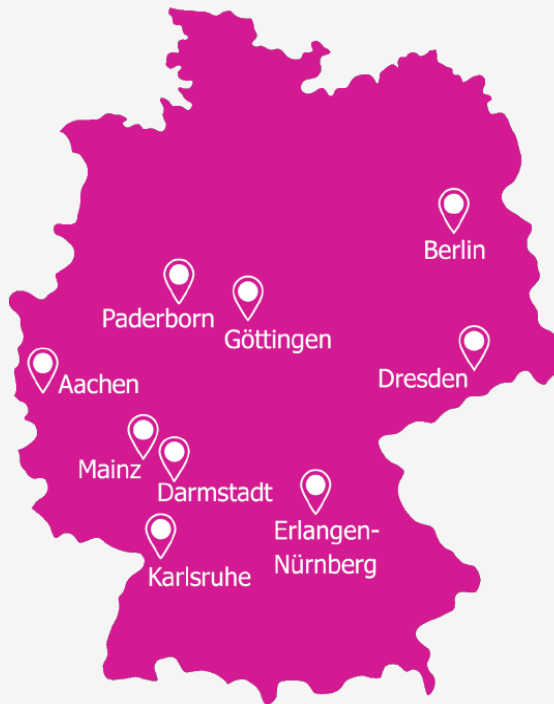 Berlin
Paderborn
Göttingen
Dresden
Aachen
Mainz
Darmstadt
Erlangen-
Nürnberg
Karlsruhe